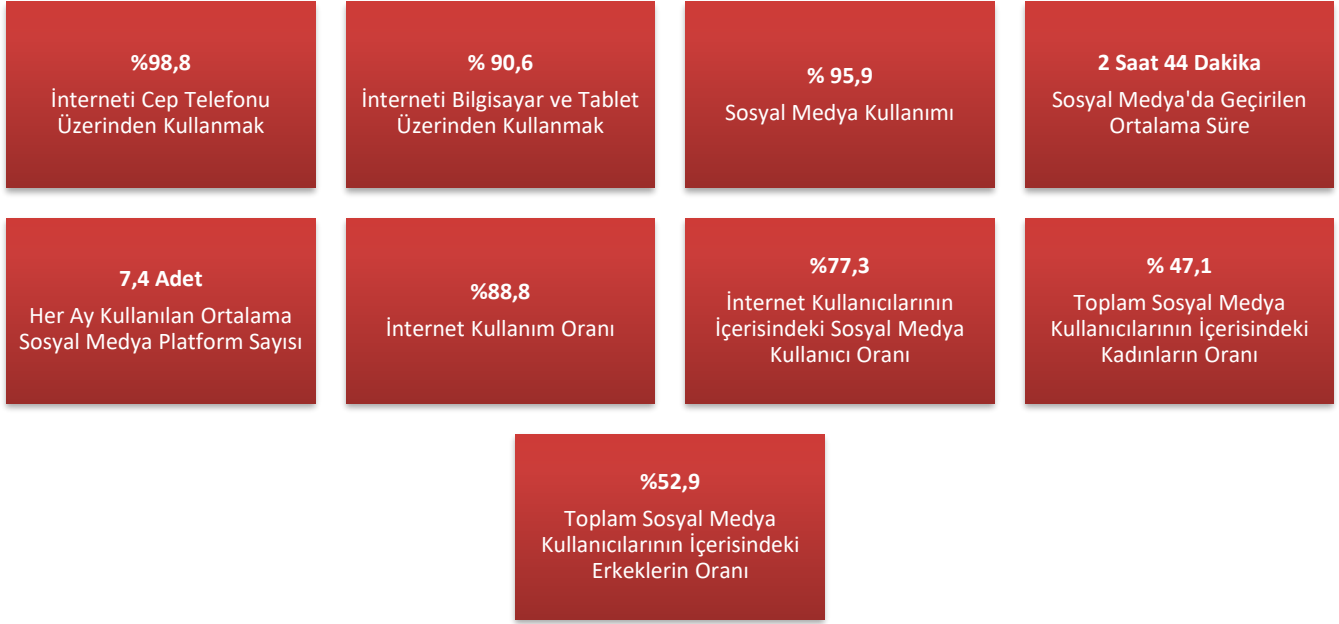 %98,8
İnterneti Cep Telefonu
Üzerinden Kullanmak
% 90,6
İnterneti Bilgisayar ve Tablet
Üzerinden Kullanmak
% 95,9
Sosyal Medya Kullanımı
2 Saat 44 Dakika
Sosyal Medya'da Geçirilen
Ortalama Süre
7,4 Adet
Her Ay Kullanılan Ortalama
Sosyal Medya Platform Sayısı
%88,8
İnternet Kullanım Oranı
%77,3
İnternet Kullanıcılarının
İçerisindeki Sosyal Medya
Kullanıcı Oranı
% 47,1
Toplam Sosyal Medya
Kullanıcılarının İçerisindeki
Kadınların Oranı
%52,9
Toplam Sosyal Medya
Kullanıcılarının İçerisindeki
Erkeklerin Oranı